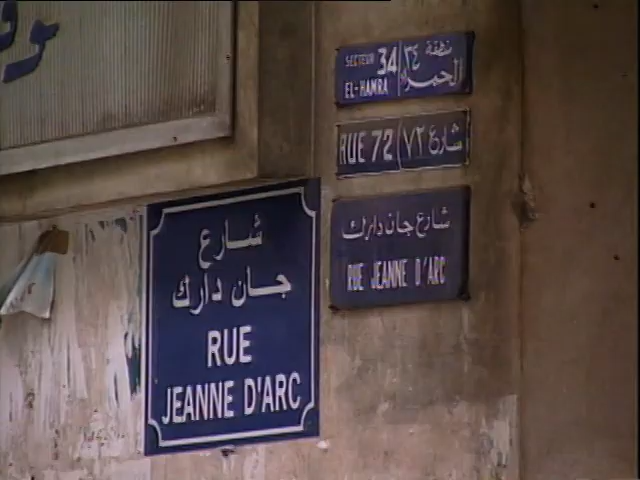 شارع
جان دارك
RUE
JEANNE D'ARC
SECTEUR 34 منطقة ٣٤
EL-HAMRA الحمراء
RUE 72 شارع ٧٢
شارع جان دارك
RUE JEANNE D'ARC